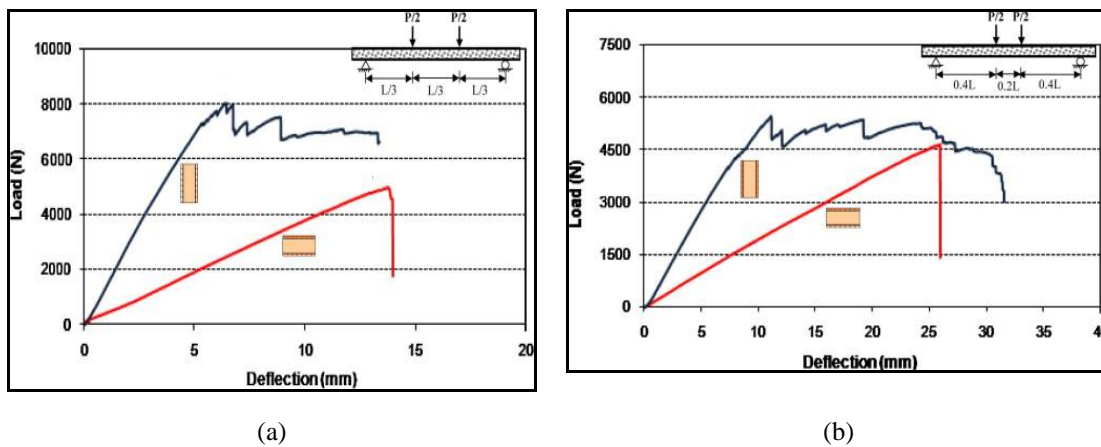 P/2 P/2
10000
L/3 L/3 L/3
8000
6000
4000
2000
0
0 5 10 15 20
Load (N)
Deflection (mm)
(a)
P/2 P/2
7500
0.4L 0.2L 0.4L
6000
4500
3000
1500
0
0 5 10 15 20 25 30 35 4
Load (N)
Deflection (mm)
(b)